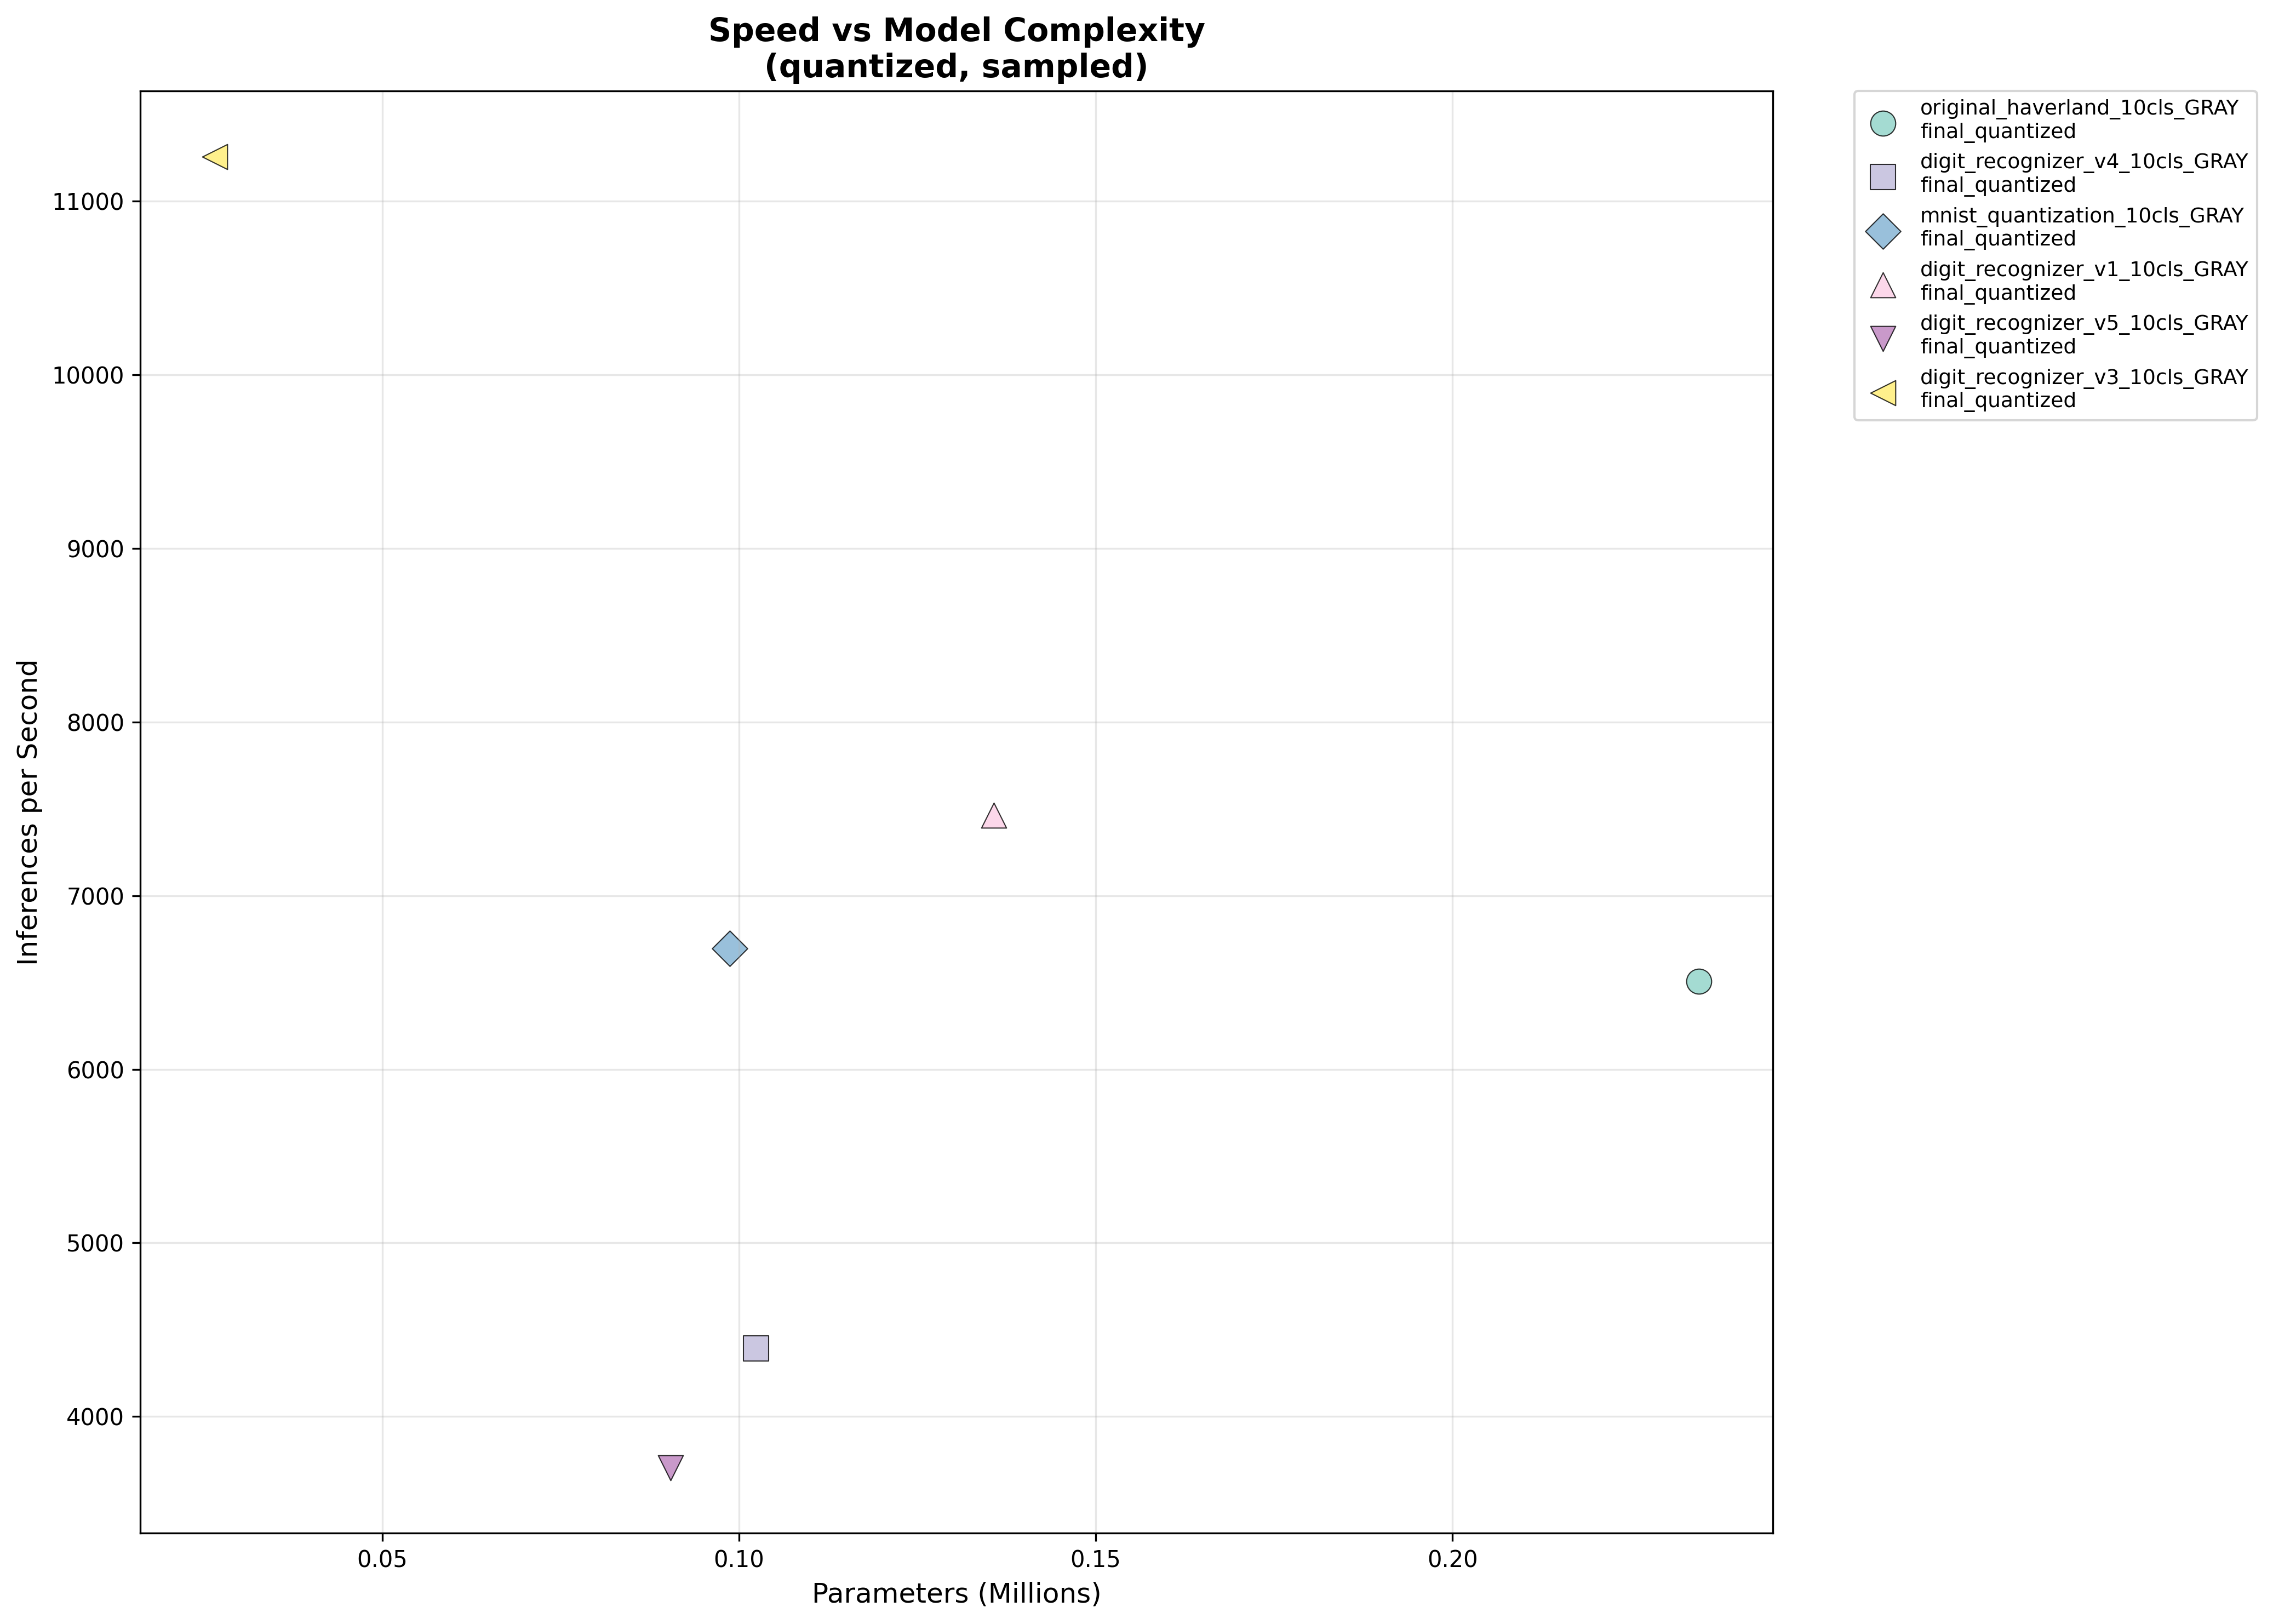 Speed vs Model Complexity
(quantized, sampled)
original_haverland_10cls_GRAY
final_quantized
digit_recognizer_v4_10cls_GRAY
final_quantized
mnist_quantization_10cls_GRAY
final_quantized
digit_recognizer_v1_10cls_GRAY
final_quantized
digit_recognizer_v5_10cls_GRAY
final_quantized
digit_recognizer_v3_10cls_GRAY
final_quantized
Inferences per Second
11000
10000
9000
8000
7000
6000
5000
4000
0.05
0.10
0.15
0.20
Parameters (Millions)